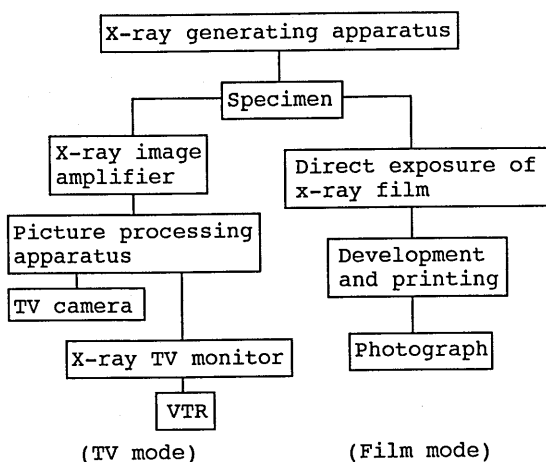 X-ray generating apparatus
Specimen
X-ray image
amplifier
Direct exposure of
x-ray film
Picture processing
apparatus
Development
and printing
TV camera
X-ray TV monitor
Photograph
VTR
(TV mode)
(Film mode)